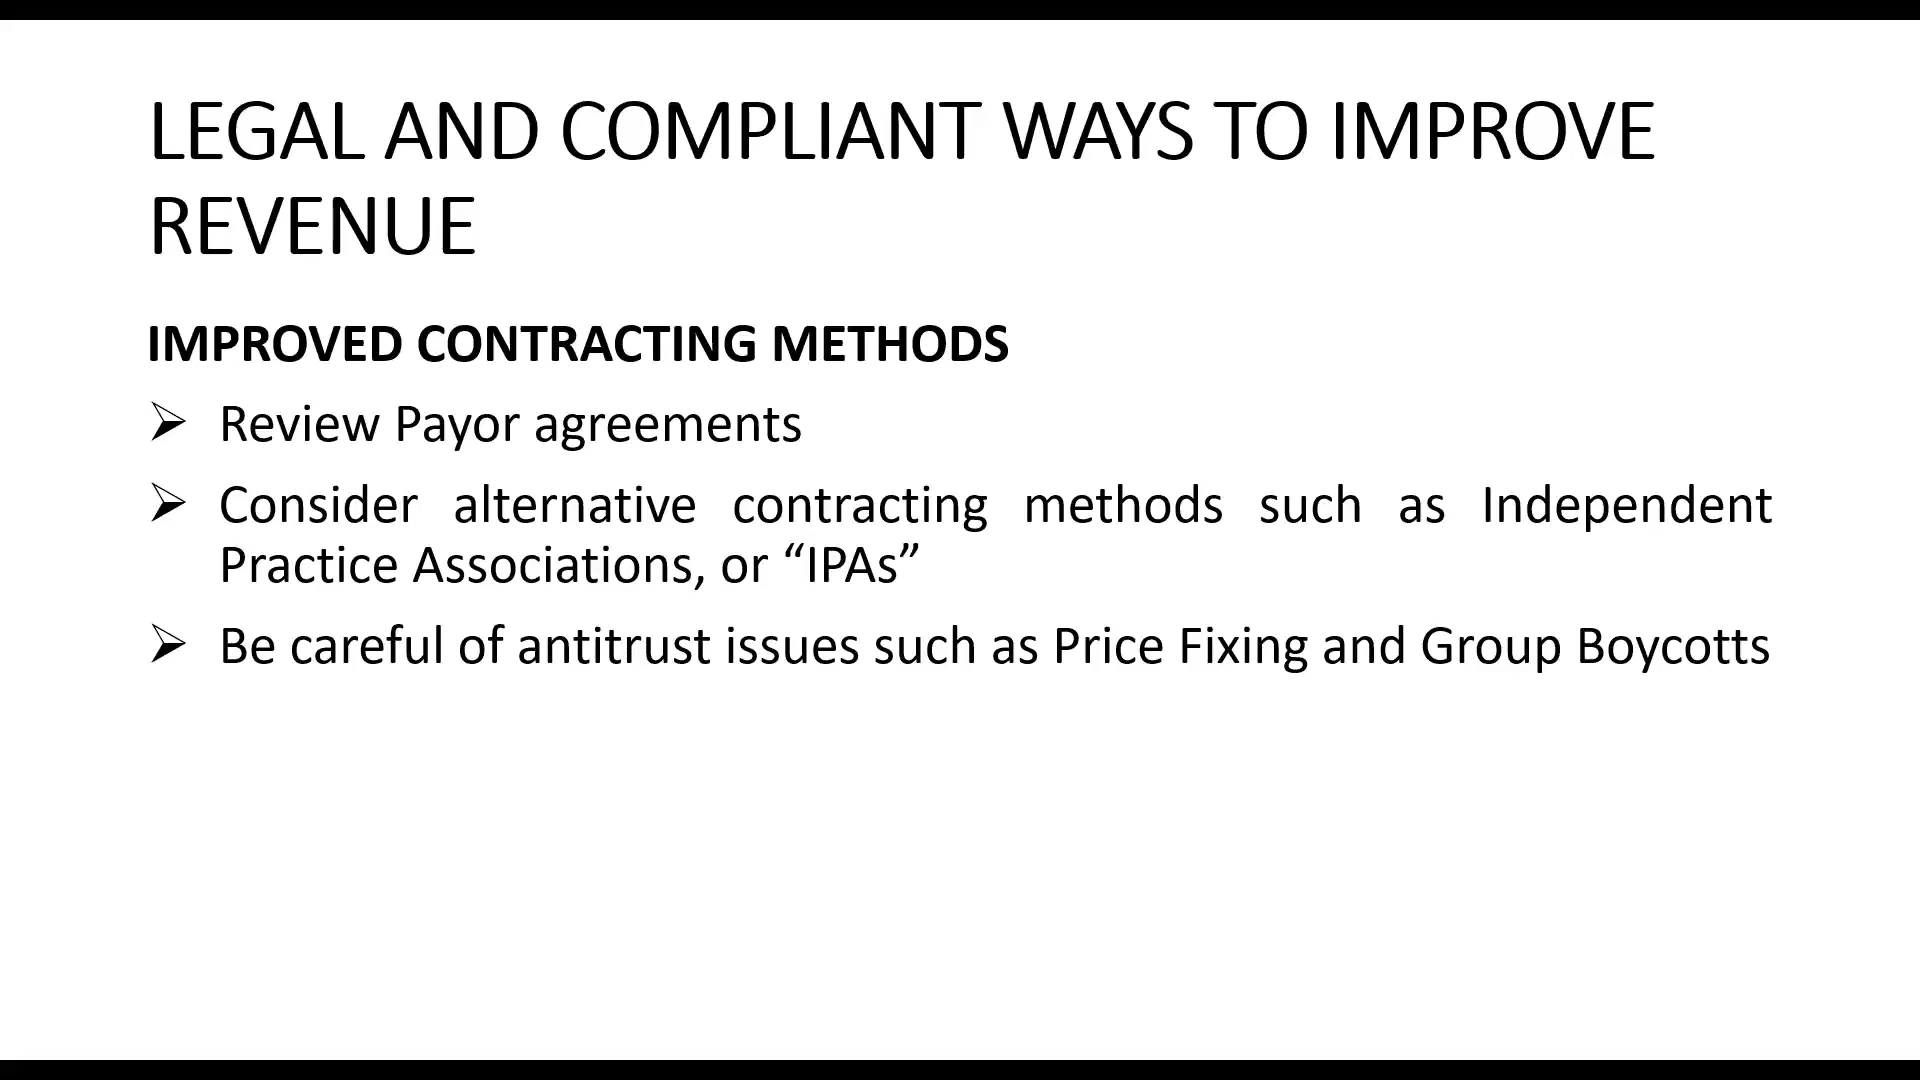 LEGAL AND COMPLIANT WAYS TO IMPROVE
REVENUE
IMPROVED CONTRACTING METHODS
➢ Review Payor agreements
➢ Consider alternative contracting methods such as Independent
Practice Associations, or “IPAs”
➢ Be careful of antitrust issues such as Price Fixing and Group Boycotts